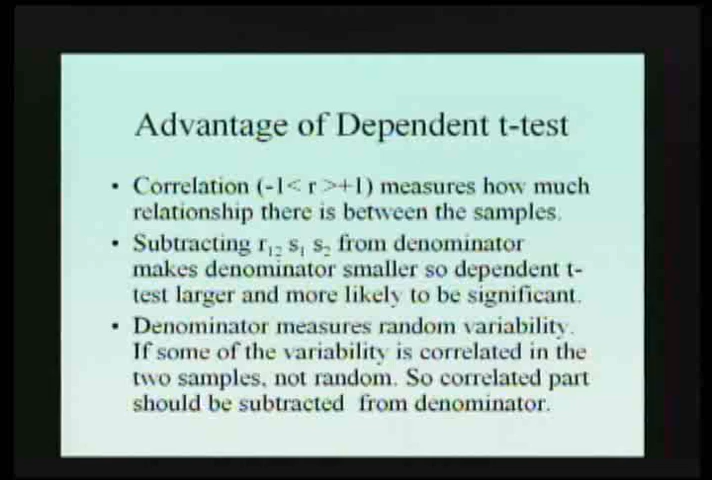 Advantage of Dependent t-test
• Correlation (-1< r >+1) measures how much
relationship there is between the samples.
• Subtracting r₁₂ s₁ s₂ from denominator
makes denominator smaller so dependent t-
test larger and more likely to be significant.
• Denominator measures random variability.
If some of the variability is correlated in the
two samples, not random. So correlated part
should be subtracted from denominator.